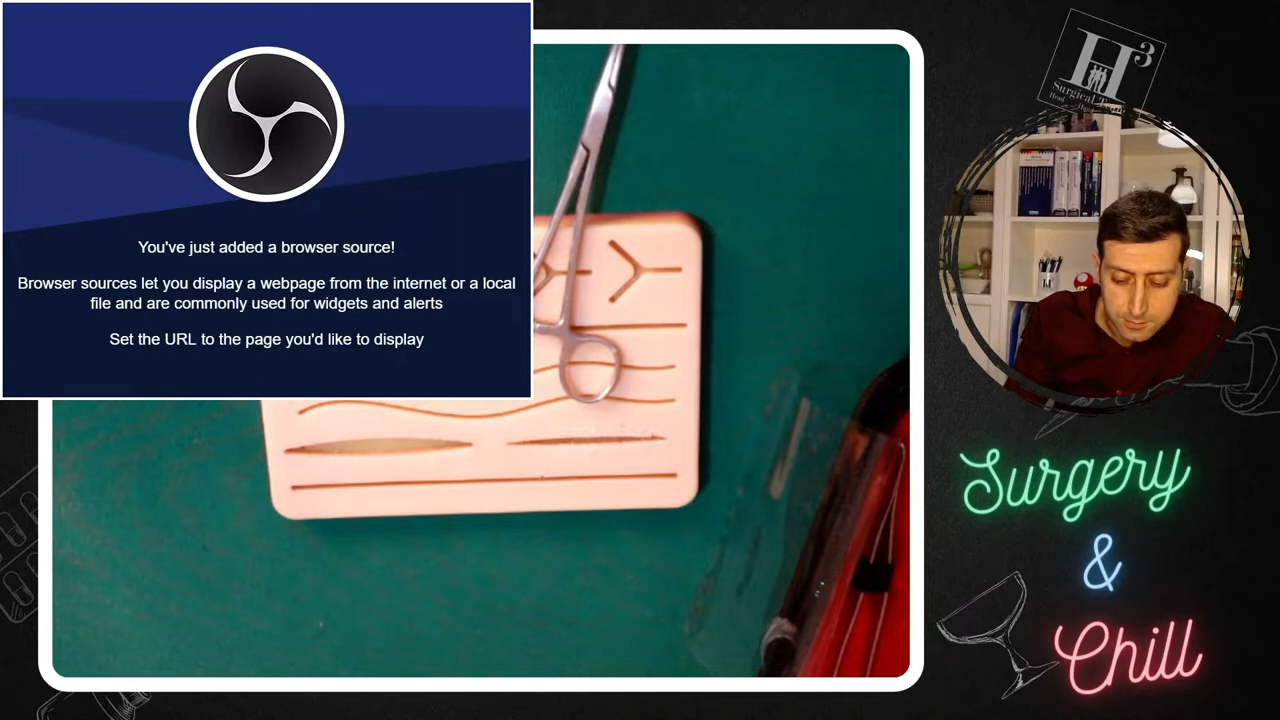 You've just added a browser source!
Browser sources let you display a webpage from the internet or a local
file and are commonly used for widgets and alerts
Set the URL to the page you'd like to display
H³
Surgical
Surgery
&
Chill